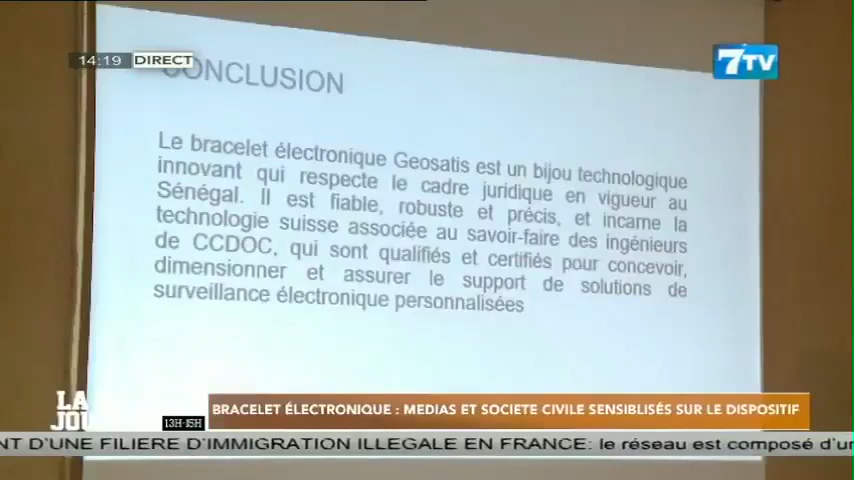 14:19 DIRECT
7TV
CONCLUSION
Le bracelet électronique Geosatis est un bijou technologique
innovant qui respecte le cadre juridique en vigueur au
Sénégal. Il est fiable, robuste et précis, et incarne la
technologie suisse associée au savoir-faire des ingénieurs
de CCDOC, qui sont qualifiés et certifiés pour concevoir,
dimensionner et assurer le support de solutions de
surveillance électronique personnalisées
LA
JOU
13H-15H
BRACELET ÉLECTRONIQUE : MEDIAS ET SOCIETE CIVILE SENSIBLISÉS SUR LE DISPOSITIF
NT D'UNE FILIERE D'IMMIGRATION ILLEGALE EN FRANCE: le réseau est composé d'un